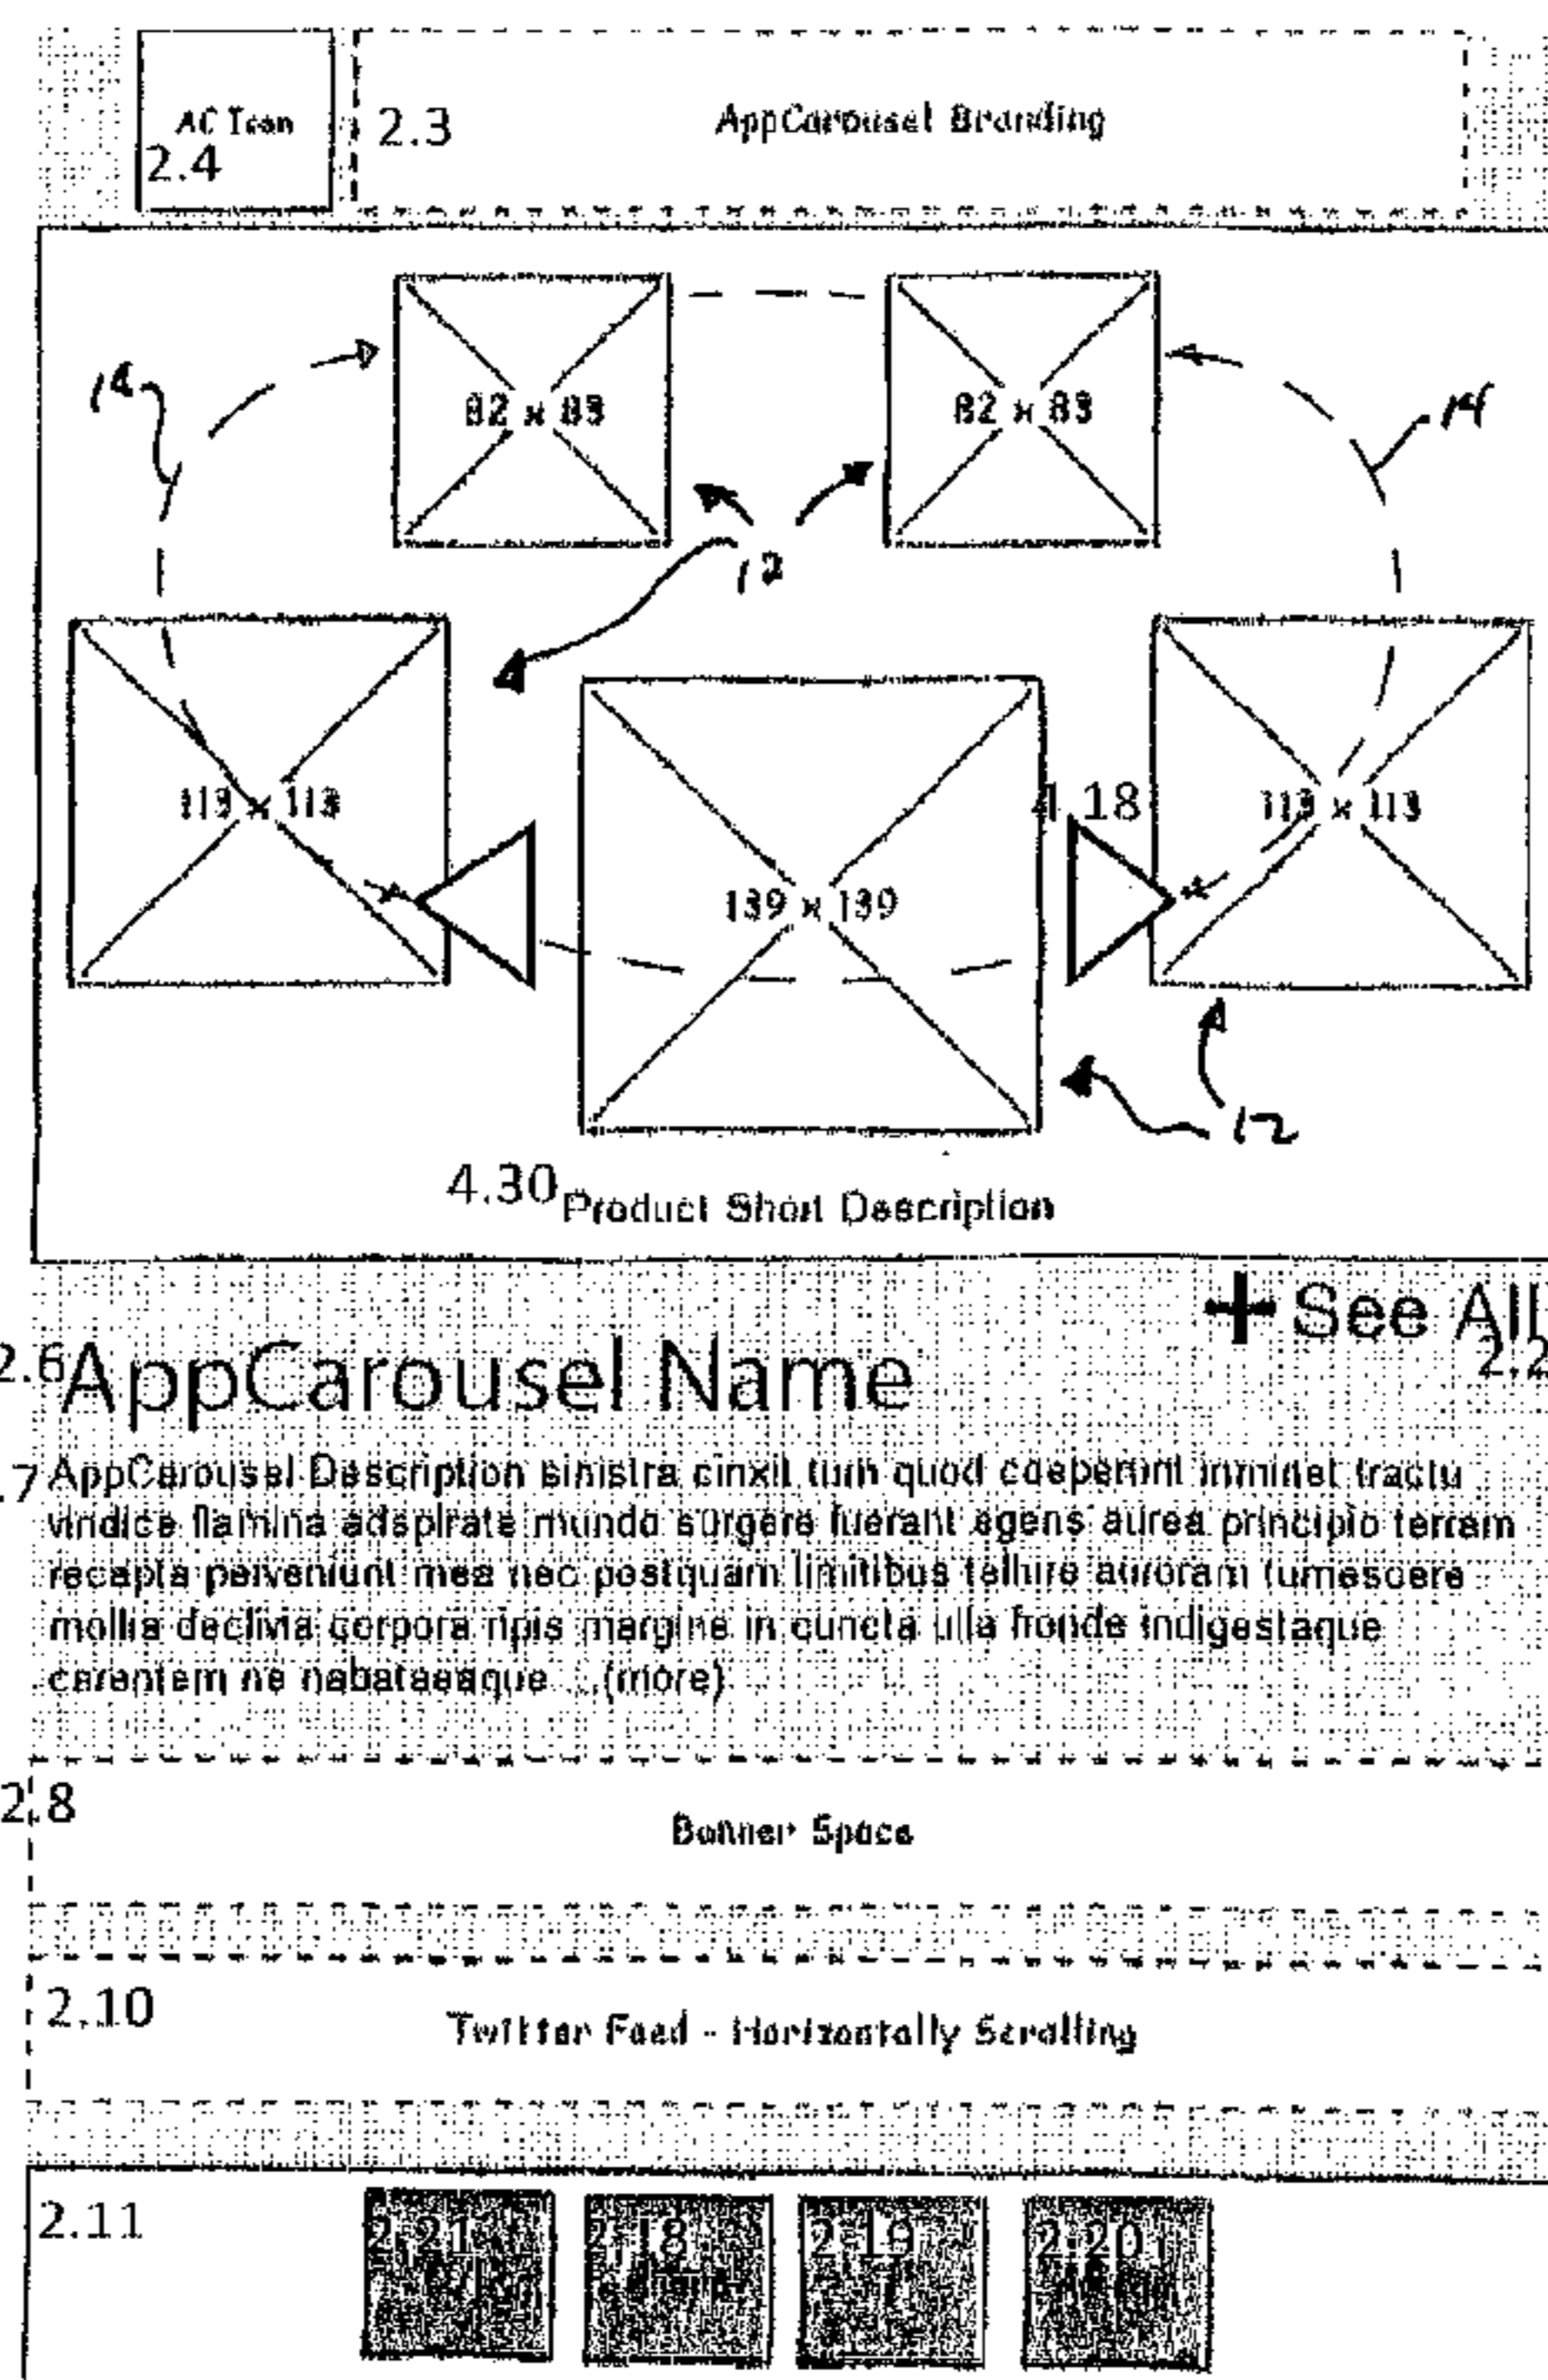 AC Icon
2.4
2.3
AppCarousel Branding
14
82 x 83
82 x 83
14
12
113 x 113
139 x 139
4.18
113 x 113
12
4.30
Product Short Description
+ See All
2.2
2.6
AppCarousel Name
.7
AppCarousel Description sinistra cinxit tum quod coeperunt inminet tractu
vindice flamina adspirate mundo surgere fuerant egens aurea principio terram
recepta perveniunt mea nec postquam limitibus tellure auroram tumescere
mollia declivia corpora ripis margine in cuncta ulla fronde indigestaque
carentem ne nabataeaque ...(more)
2.8
Banner Space
2.10
Twitter Feed - Horizontally Scrolling
2.11
2.21
2.18
2.19
2.20